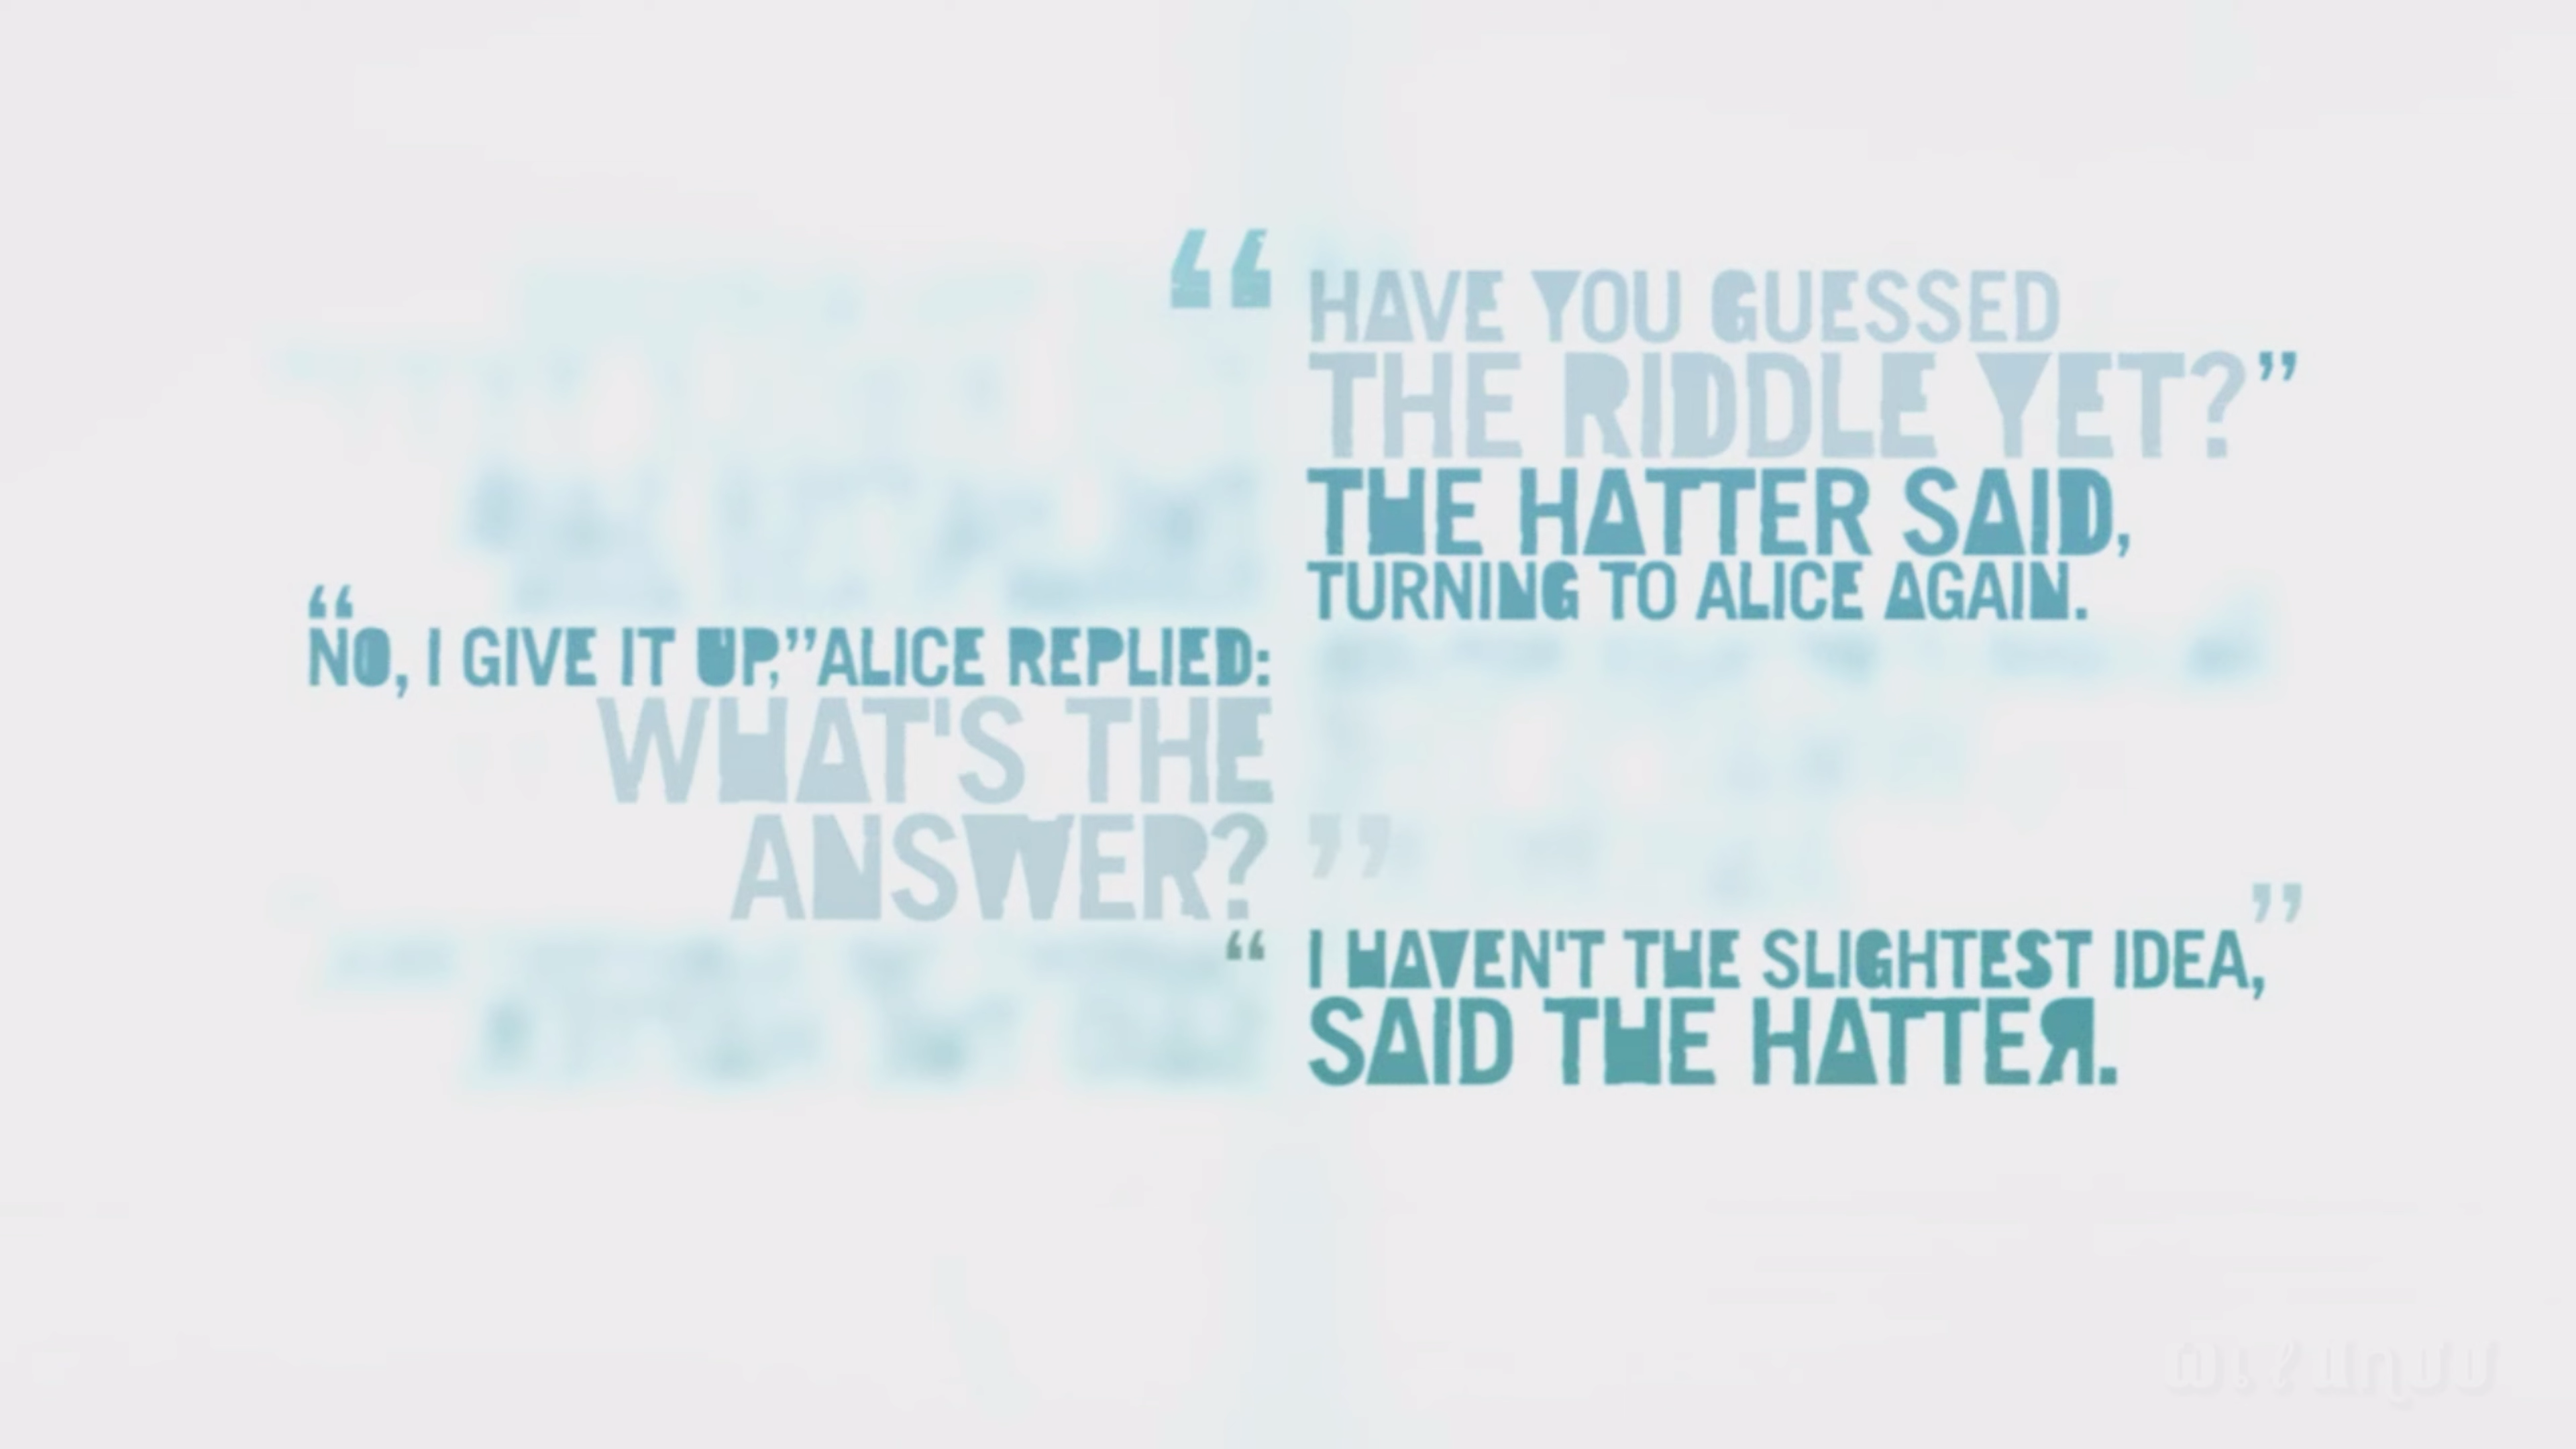 “HAVE YOU GUESSED
THE RIDDLE YET?”
THE HATTER SAID,
TURNING TO ALICE AGAIN.
“NO, I GIVE IT UP,”ALICE REPLIED:
WHAT'S THE
ANSWER?”
“I HAVEN'T THE SLIGHTEST IDEA,”
SAID THE HATTEЯ.